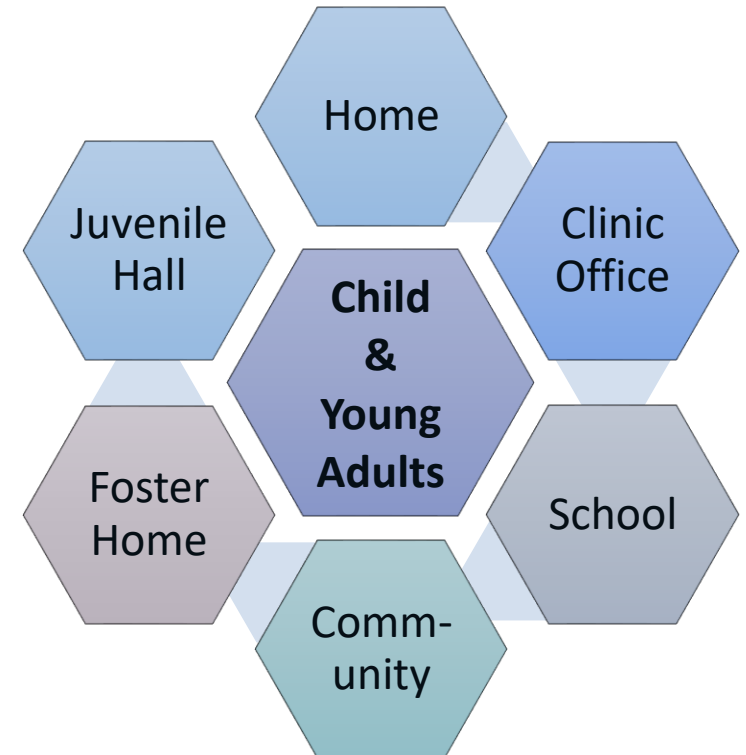 Home
Clinic
Office
School
Comm-
unity
Foster
Home
Juvenile
Hall
Child
&
Young
Adults